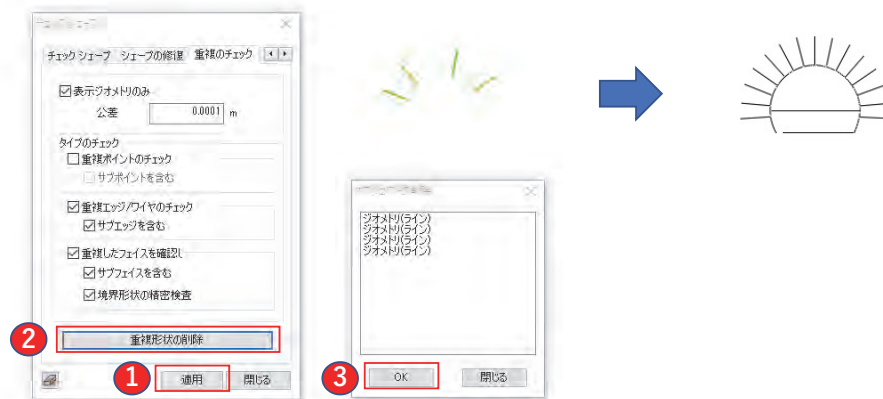 チェックシェープ シェープの修復 重複のチェック
表示ジオメトリのみ
公差 0.0001 m
タイプのチェック
重複ポイントのチェック
サブポイントを含む
重複エッジ/ワイヤのチェック
サブエッジを含む
重複したフェイスを確認し
サブフェイスを含む
境界形状の精密検査
2 重複形状の削除
1 適用 閉じる
ジオメトリ(ライン)
ジオメトリ(ライン)
ジオメトリ(ライン)
ジオメトリ(ライン)
3 OK 閉じる